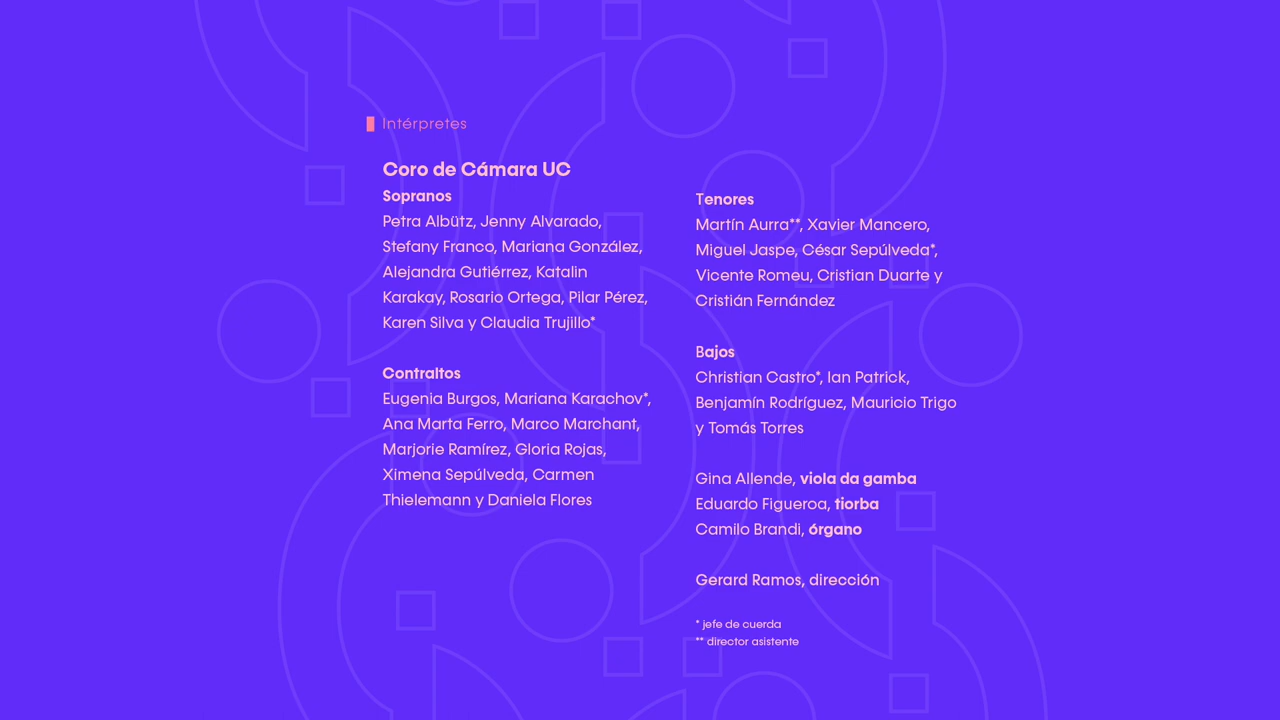 Intérpretes
Coro de Cámara UC
Sopranos
Petra Albütz, Jenny Alvarado,
Stefany Franco, Mariana González,
Alejandra Gutiérrez, Katalin
Karakay, Rosario Ortega, Pilar Pérez,
Karen Silva y Claudia Trujillo*
Contraltos
Eugenia Burgos, Mariana Karachov*,
Ana Marta Ferro, Marco Marchant,
Marjorie Ramírez, Gloria Rojas,
Ximena Sepúlveda, Carmen
Thielemann y Daniela Flores
Tenores
Martín Aurra**, Xavier Mancero,
Miguel Jaspe, César Sepúlveda*,
Vicente Romeu, Cristian Duarte y
Cristián Fernández
Bajos
Christian Castro*, Ian Patrick,
Benjamín Rodríguez, Mauricio Trigo
y Tomás Torres
Gina Allende, viola da gamba
Eduardo Figueroa, tiorba
Camilo Brandi, órgano
Gerard Ramos, dirección
* jefe de cuerda
** director asistente